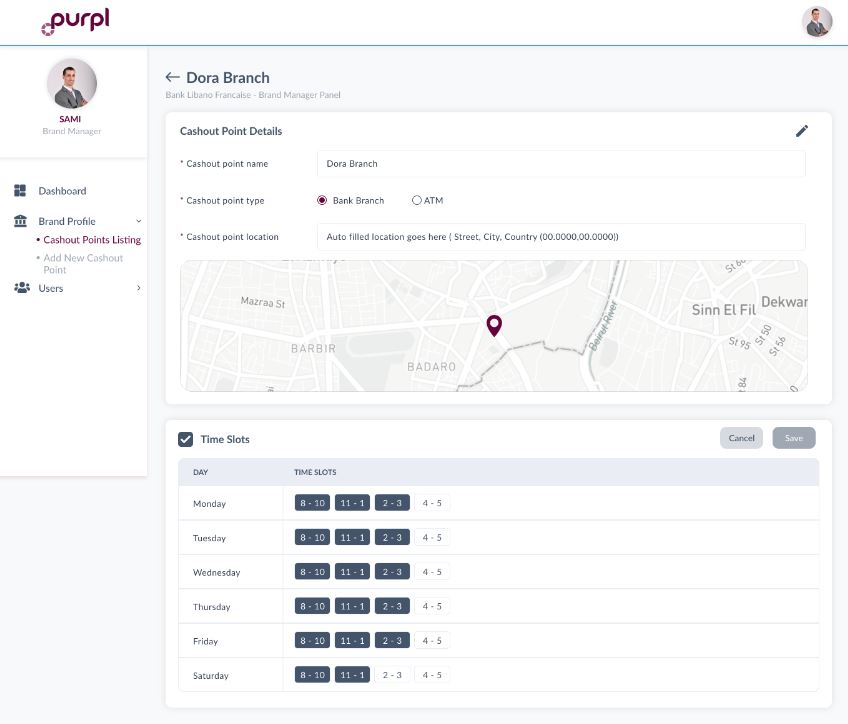 purpl
SAMI
Brand Manager
Dashboard
Brand Profile
• Cashout Points Listing
• Add New Cashout
Point
Users
Dora Branch
Bank Libano Francaise - Brand Manager Panel
Cashout Point Details
* Cashout point name
Dora Branch
* Cashout point type
Bank Branch
ATM
* Cashout point location
Auto filled location goes here ( Street, City, Country (00.0000,00.0000))
Mazraa St
BARBIR
BADARO
Beirut River
Sinn El Fil
Dekwar
St 95
St 50
St 56
Time Slots
Cancel
Save
DAY TIME SLOTS
Monday 8 - 10 11 - 1 2 - 3 4 - 5
Tuesday 8 - 10 11 - 1 2 - 3 4 - 5
Wednesday 8 - 10 11 - 1 2 - 3 4 - 5
Thursday 8 - 10 11 - 1 2 - 3 4 - 5
Friday 8 - 10 11 - 1 2 - 3 4 - 5
Saturday 8 - 10 11 - 1 2 - 3 4 - 5